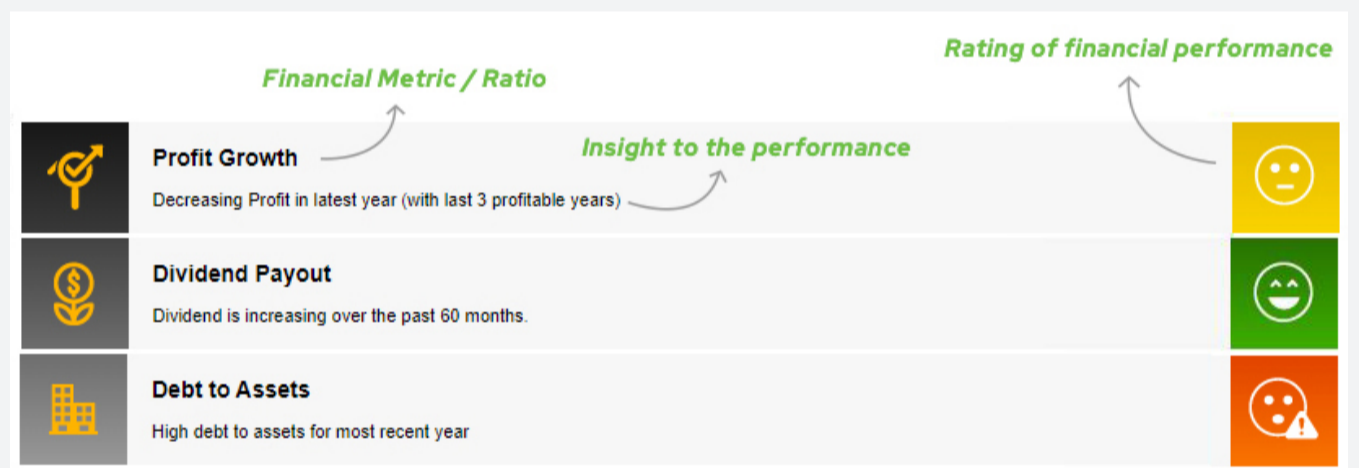 Rating of financial performance
Financial Metric / Ratio
Profit Growth
Insight to the performance
Decreasing Profit in latest year (with last 3 profitable years)
Dividend Payout
Dividend is increasing over the past 60 months.
Debt to Assets
High debt to assets for most recent year